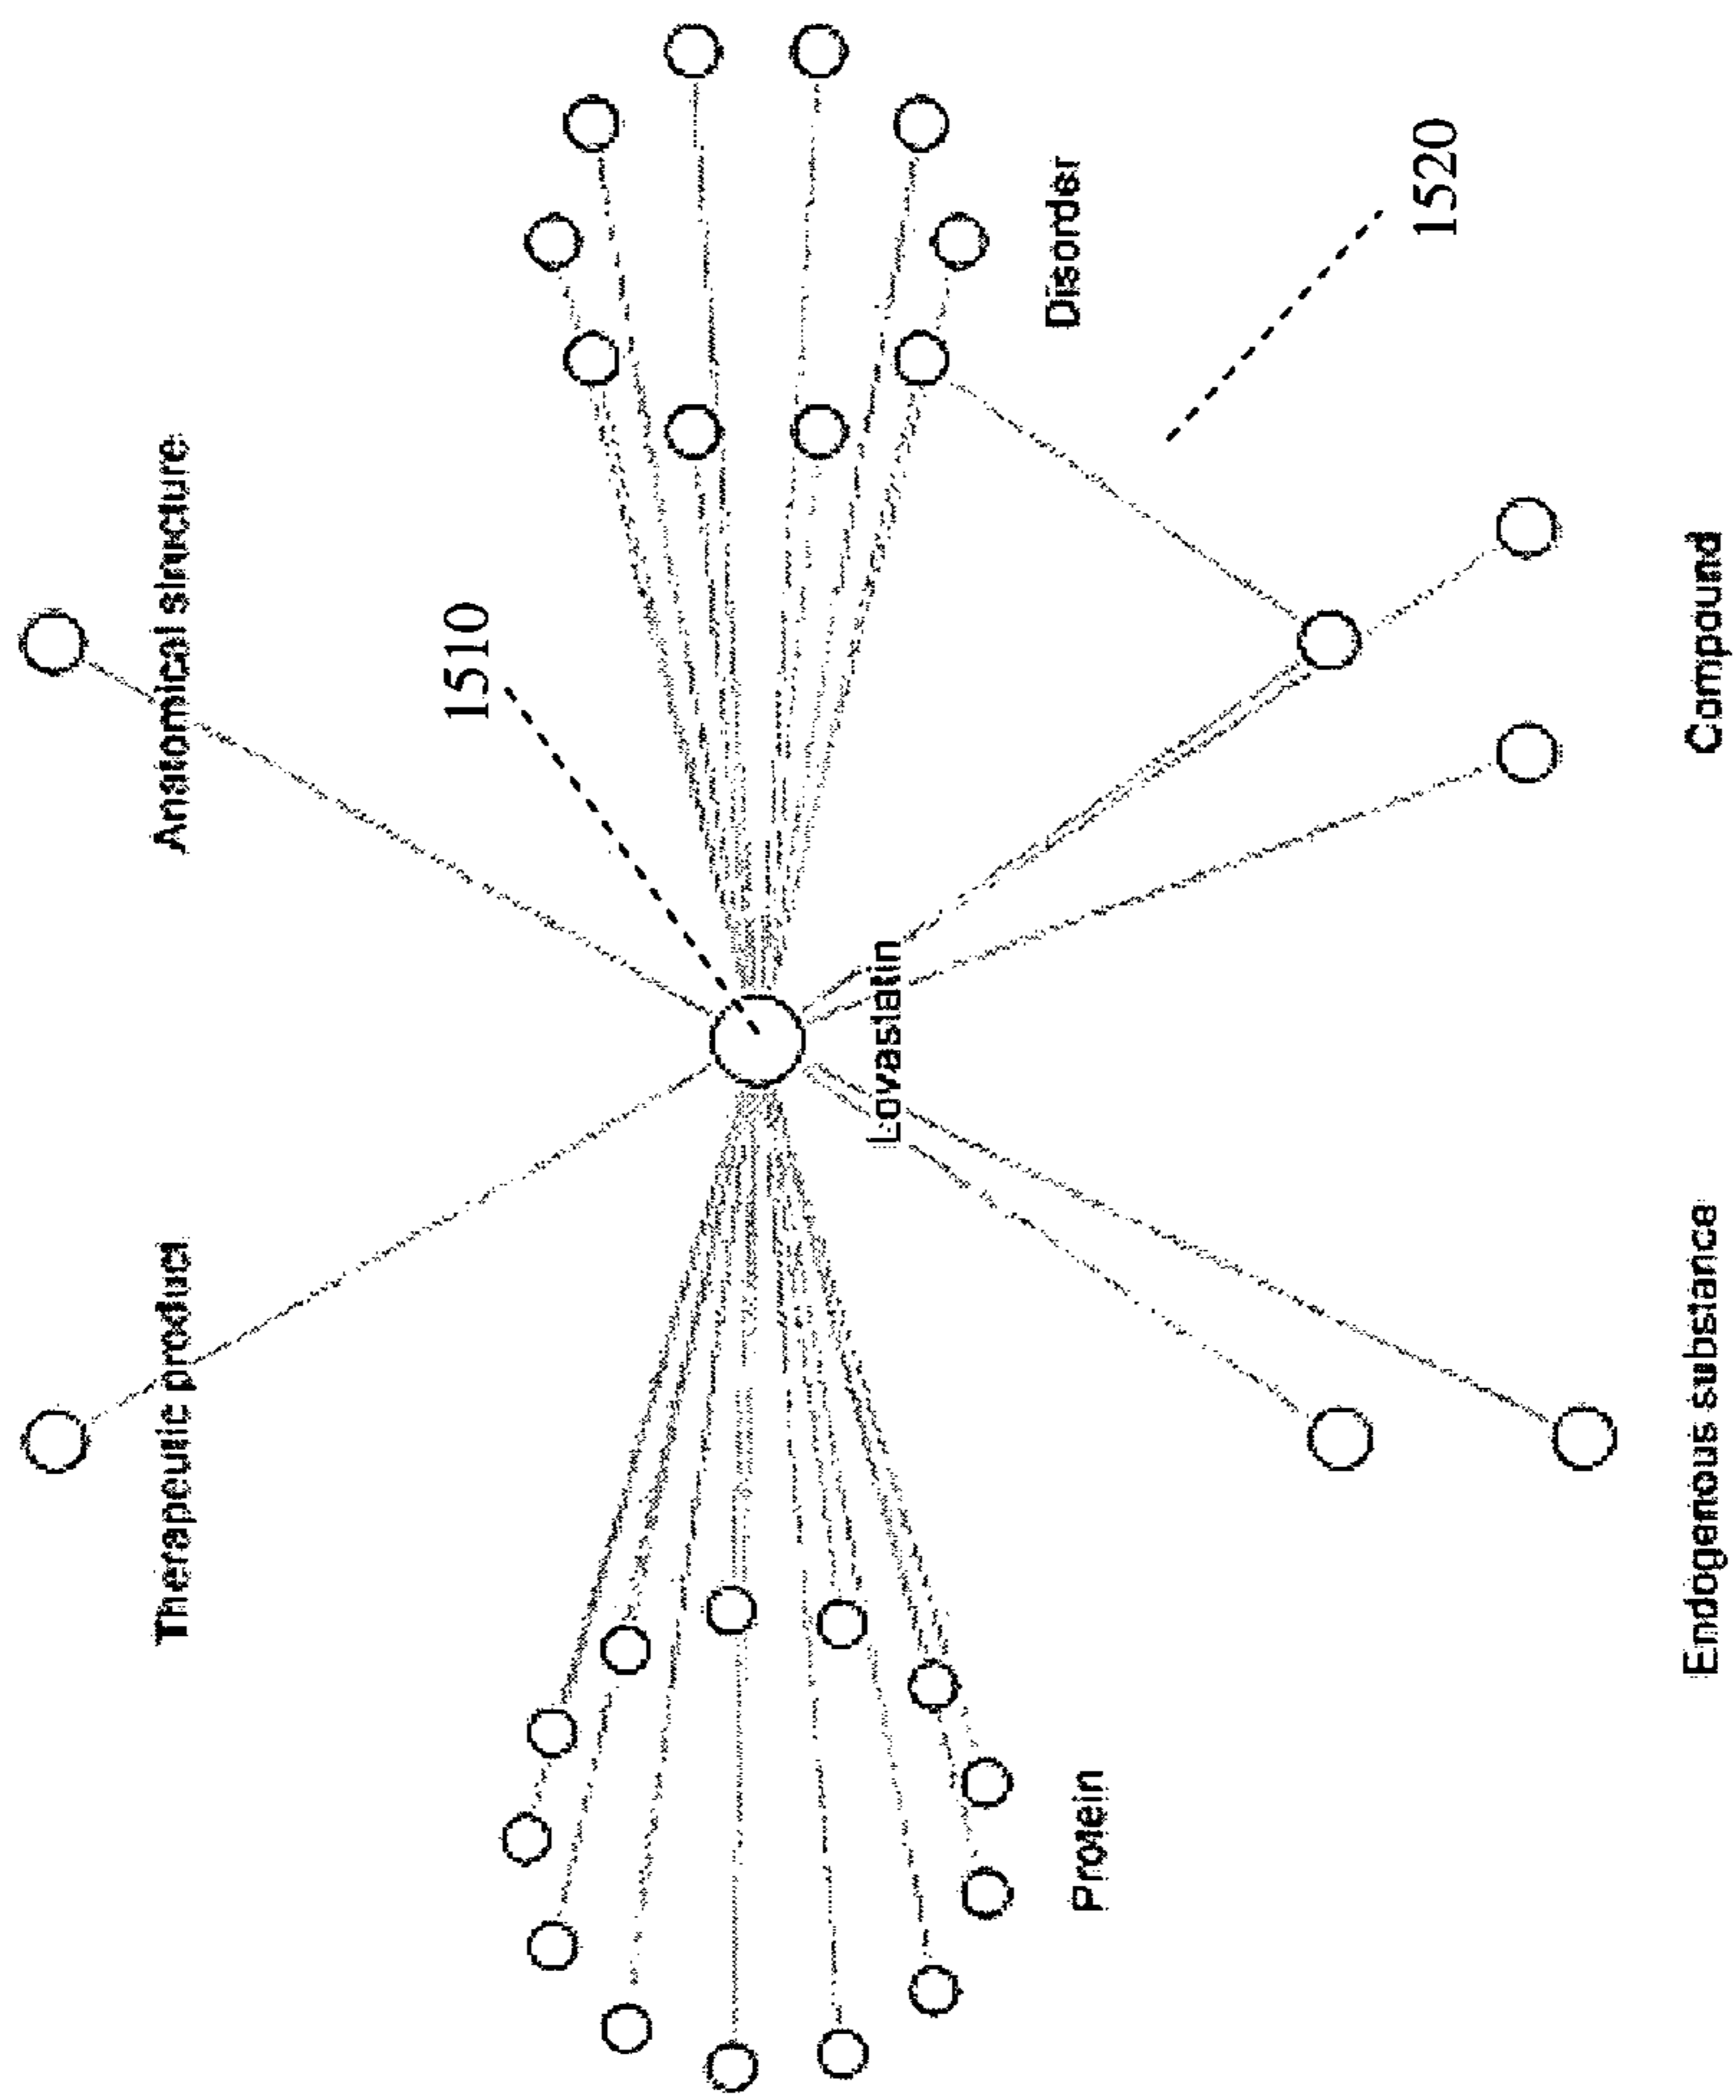 Therapeutic product
Anatomical structure
1510
Lovastatin
Protein
Disorder
1520
Endogenous substance
Compound